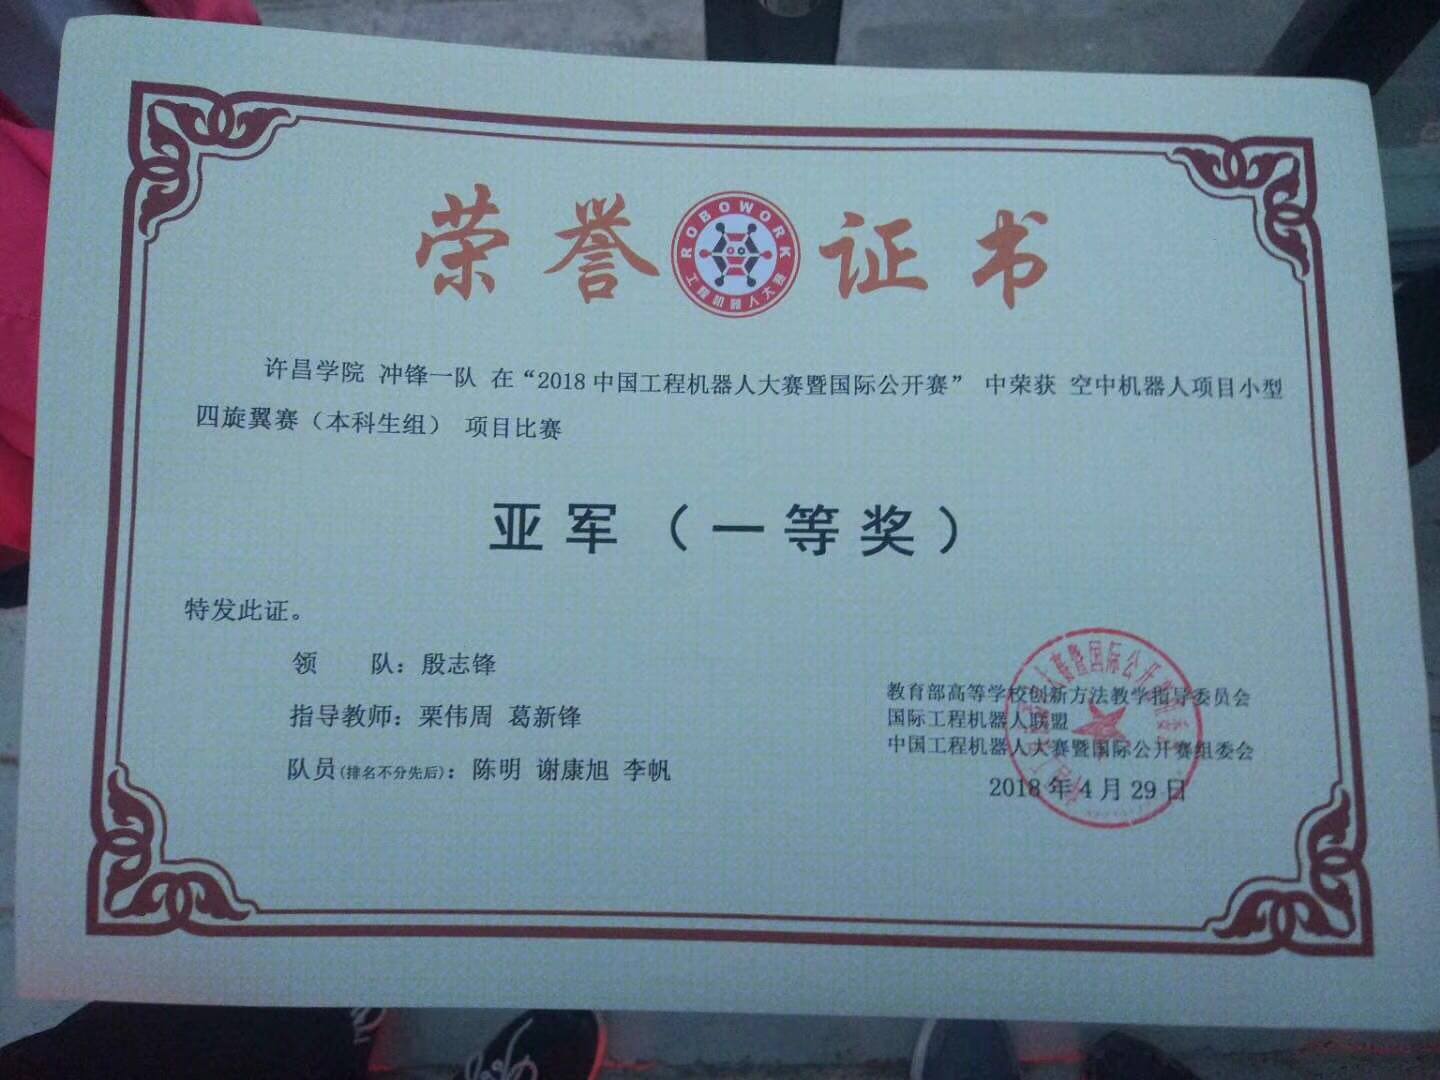 荣誉证书
ROBOWORK
工程机器人大赛
许昌学院 冲锋一队 在“2018中国工程机器人大赛暨国际公开赛” 中荣获 空中机器人项目小型
四旋翼赛（本科生组） 项目比赛
亚军（一等奖）
特发此证。
领 队：殷志锋
指导教师：栗伟周 葛新锋
队员(排名不分先后)：陈明 谢康旭 李帆
教育部高等学校创新方法教学指导委员会
国际工程机器人联盟
中国工程机器人大赛暨国际公开赛组委会
2018年4月29日